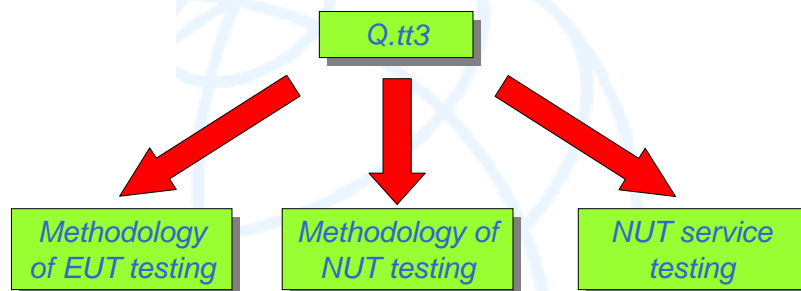 Q.tt3
Methodology
of EUT testing
Methodology of
NUT testing
NUT service
testing